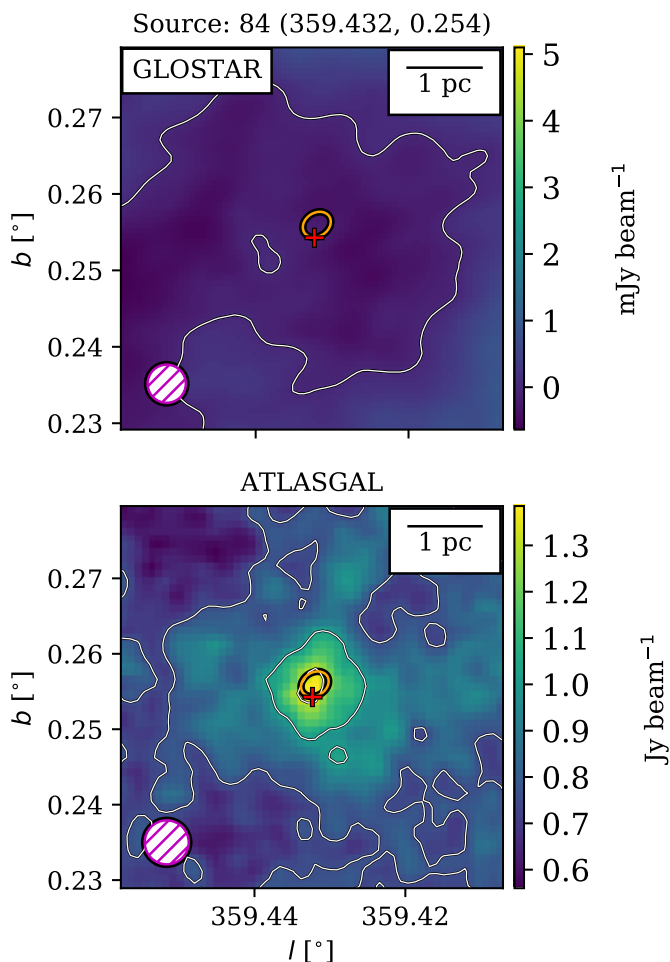 Source: 84 (359.432, 0.254)
GLOSTAR
1 pc
0.27
0.26
0.25
0.24
0.23
b [°]
5
4
3
2
1
0
mJy beam⁻¹
ATLASGAL
1 pc
0.27
0.26
0.25
0.24
0.23
b [°]
359.44
359.42
l [°]
1.3
1.2
1.1
1.0
0.9
0.8
0.7
0.6
Jy beam⁻¹